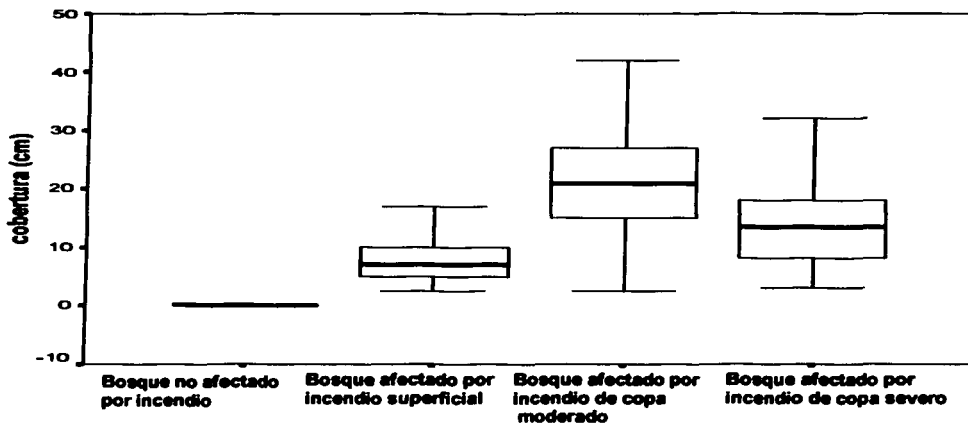 50
40
30
20
10
0
-10
cobertura (cm)
Bosque no afectado
por incendio
Bosque afectado por
incendio superficial
Bosque afectado por
incendio de copa
moderado
Bosque afectado por
incendio de copa severo